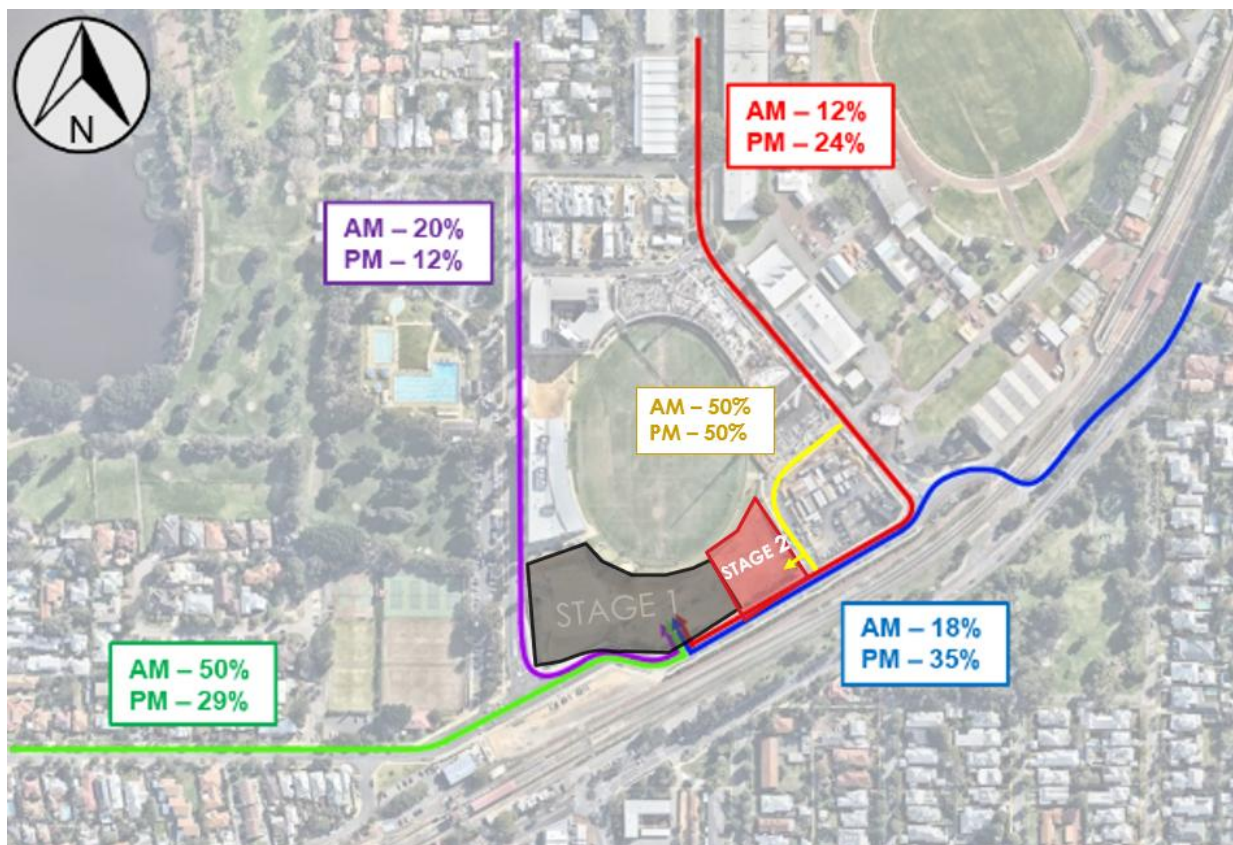 N
AM – 12%
PM – 24%
AM – 20%
PM – 12%
AM – 50%
PM – 50%
STAGE 2
STAGE 1
AM – 18%
PM – 35%
AM – 50%
PM – 29%